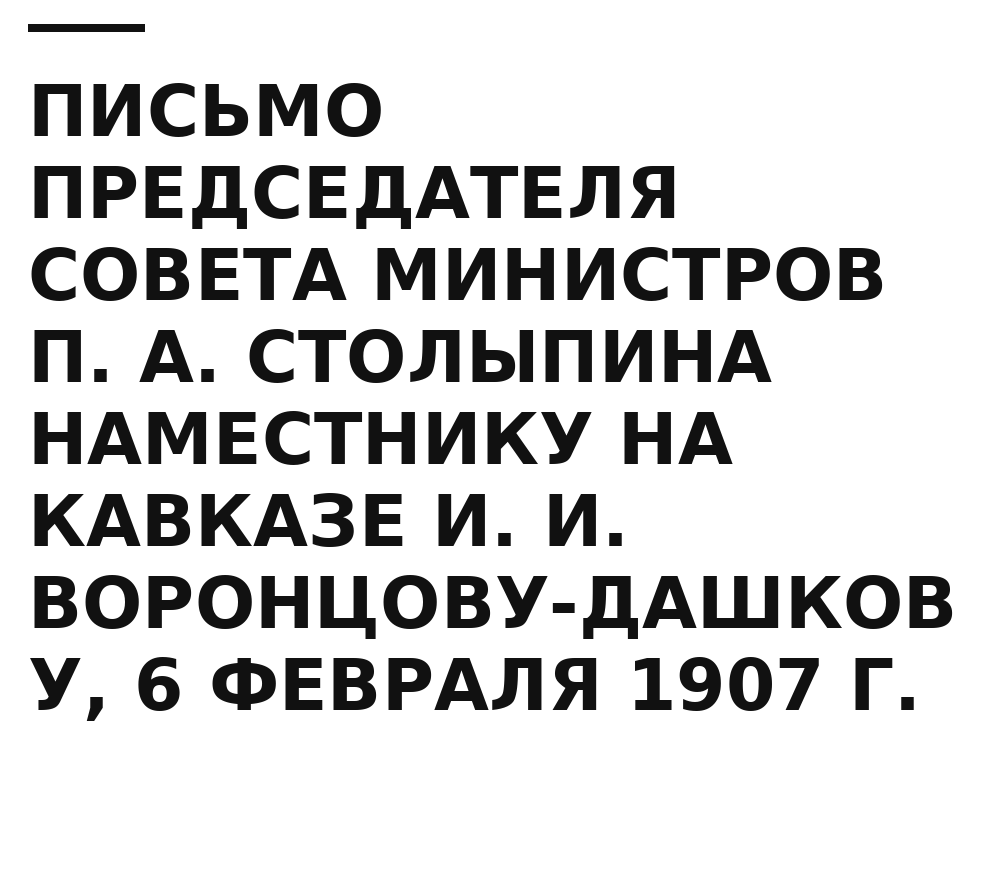 ПИСЬМО
ПРЕДСЕДАТЕЛЯ
СОВЕТА МИНИСТРОВ
П. А. СТОЛЫПИНА
НАМЕСТНИКУ НА
КАВКАЗЕ И. И.
ВОРОНЦОВУ-ДАШКОВ
У, 6 ФЕВРАЛЯ 1907 Г.